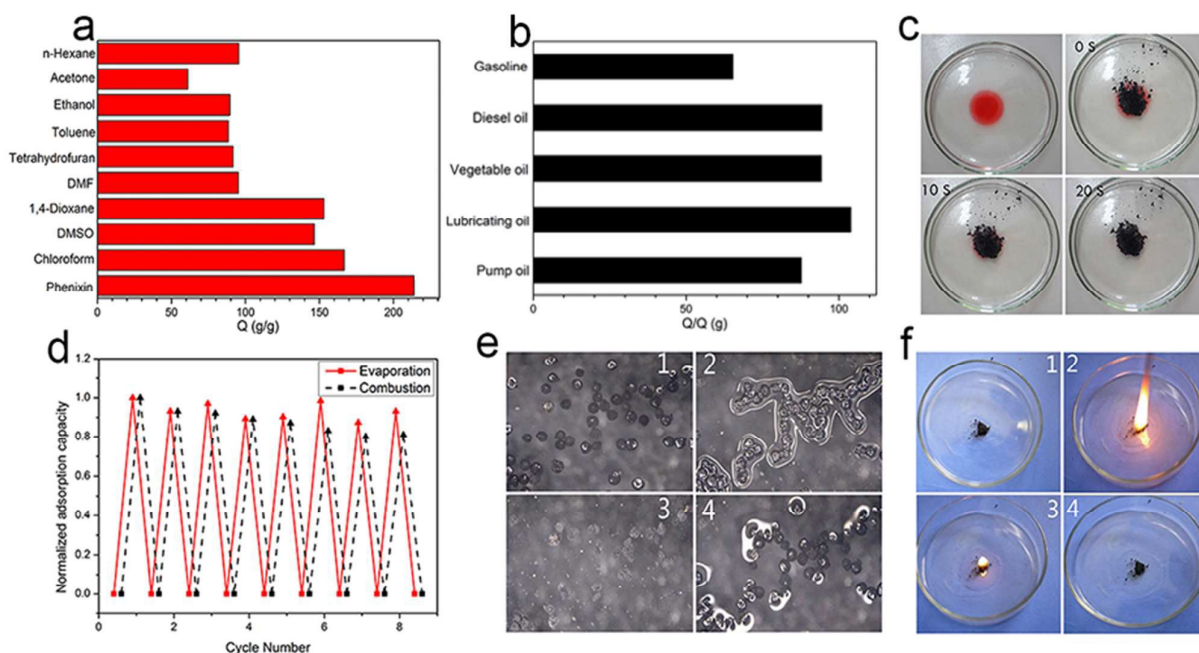 a
n-Hexane
Acetone
Ethanol
Toluene
Tetrahydrofuran
DMF
1,4-Dioxane
DMSO
Chloroform
Phenixin
0 50 100 150 200
Q (g/g)
b
Gasoline
Diesel oil
Vegetable oil
Lubricating oil
Pump oil
0 50 100
Q/Q (g)
c
0 S
10 S
20 S
d
Normalized adsorption capacity
1.2
1.0
0.8
0.6
0.4
0.2
0.0
Evaporation
Combustion
0 2 4 6 8
Cycle Number
e
1
2
3
4
f
1
2
3
4